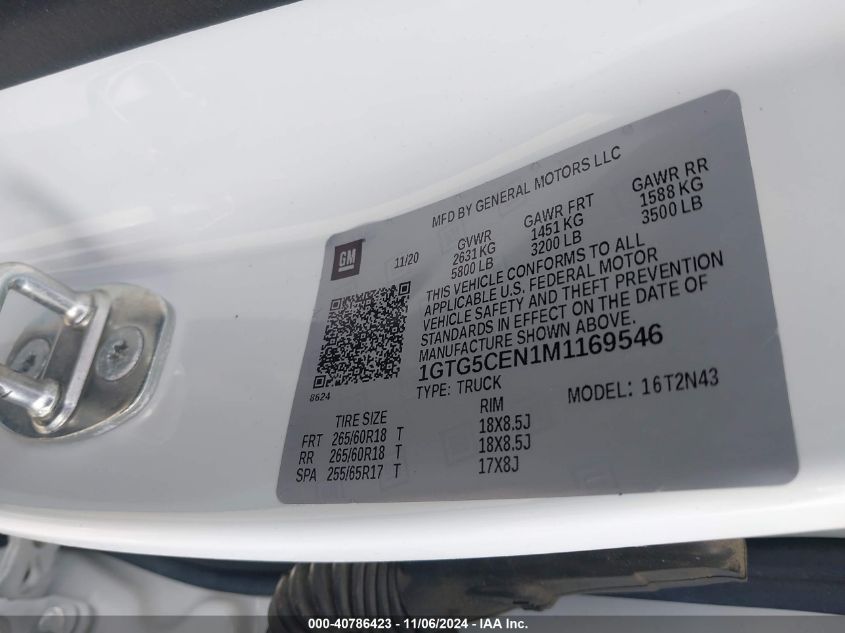 MFD BY GENERAL MOTORS LLC
GM
11/20
GVWR
2631 KG
5800 LB
GAWR FRT
1451 KG
3200 LB
GAWR RR
1588 KG
3500 LB
THIS VEHICLE CONFORMS TO ALL
APPLICABLE U.S. FEDERAL MOTOR
VEHICLE SAFETY AND THEFT PREVENTION
STANDARDS IN EFFECT ON THE DATE OF
MANUFACTURE SHOWN ABOVE.
1GTG5CEN1M1169546
TYPE: TRUCK
MODEL: 16T2N43
8624
TIRE SIZE RIM
FRT 265/60R18 T 18X8.5J
RR 265/60R18 T 18X8.5J
SPA 255/65R17 T 17X8J
000-40786423 - 11/06/2024 - IAA Inc.